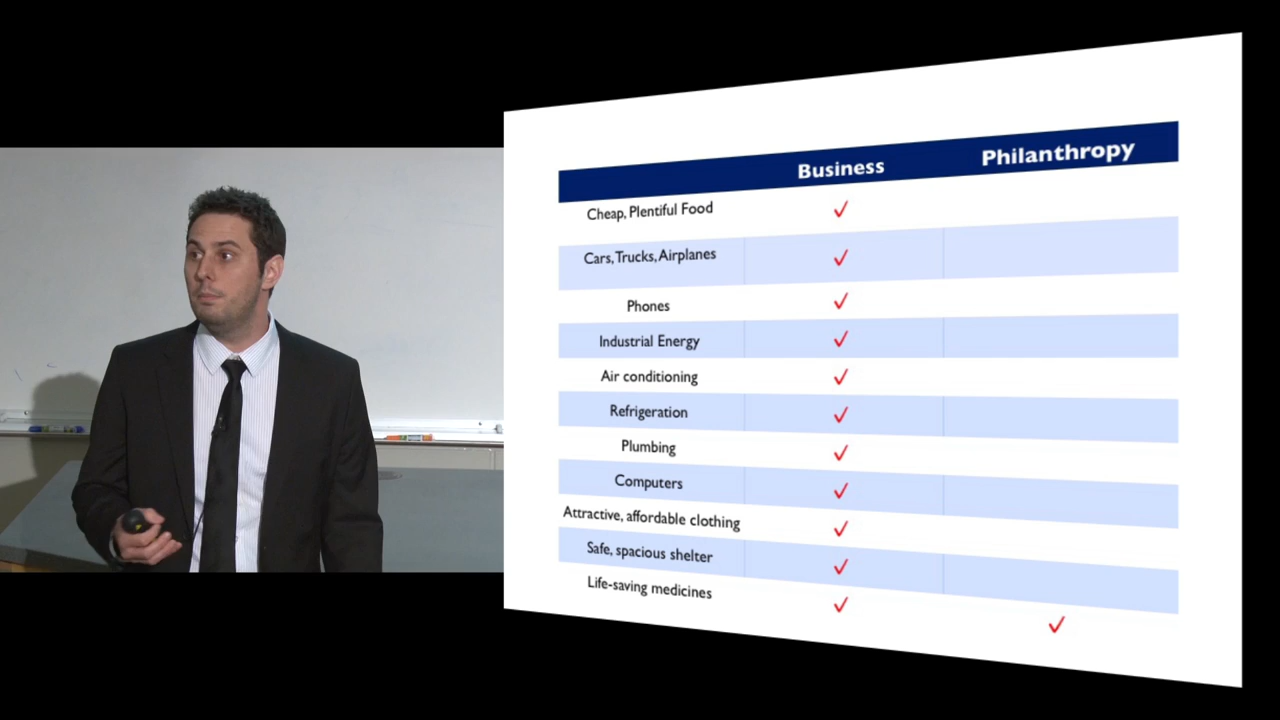 Business Philanthropy
Cheap, Plentiful Food ✓
Cars, Trucks, Airplanes ✓
Phones ✓
Industrial Energy ✓
Air conditioning ✓
Refrigeration ✓
Plumbing ✓
Computers ✓
Attractive, affordable clothing ✓
Safe, spacious shelter ✓
Life-saving medicines ✓ ✓